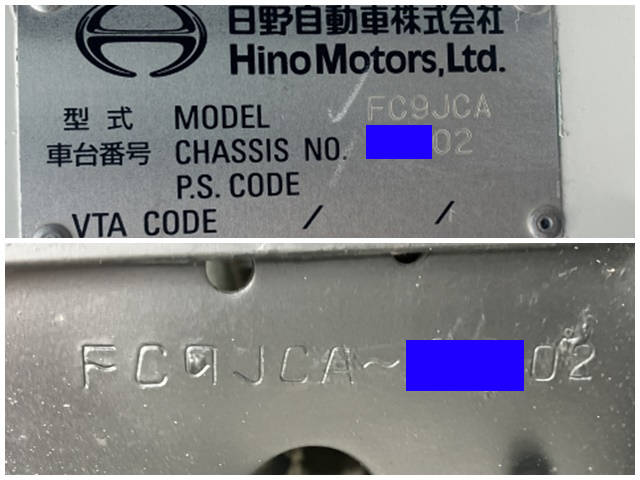 日野自動車株式会社
Hino Motors, Ltd.
型式 MODEL FC9JCA
車台番号 CHASSIS NO. 02
P.S. CODE
VTA CODE / /
FC9JCA~ 02